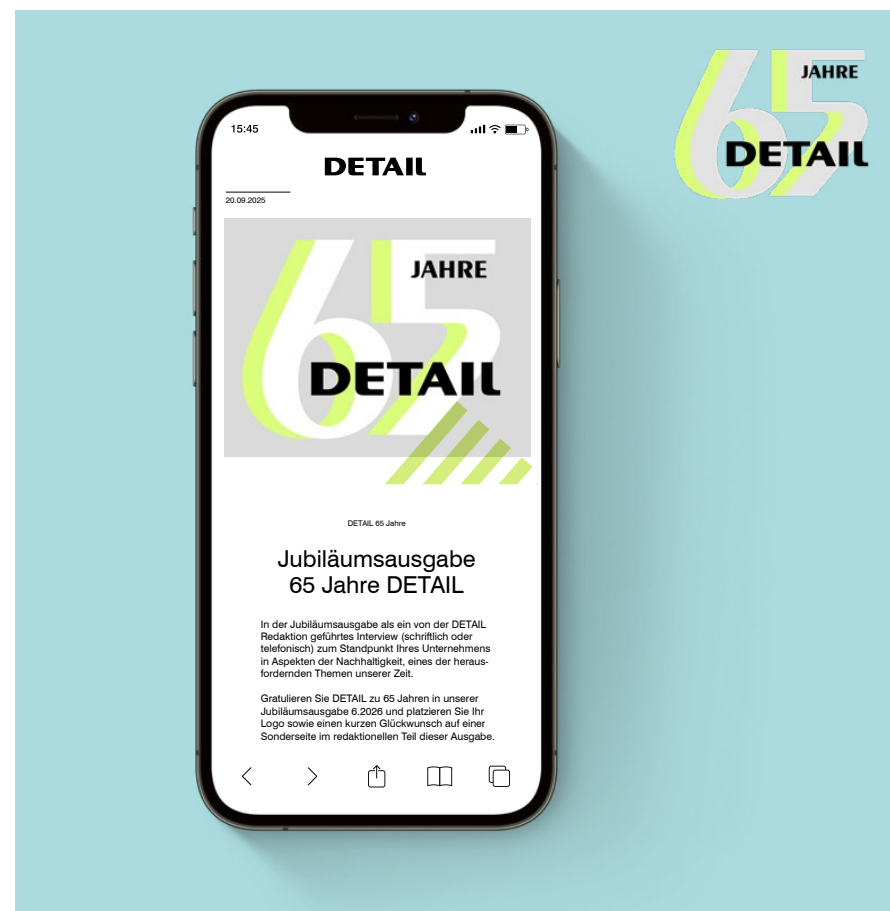 65
JAHRE
DETAIL
15:45
DETAIL
20.09.2025
65
JAHRE
DETAIL
DETAIL 65 Jahre
Jubiläumsausgabe
65 Jahre DETAIL
In der Jubiläumsausgabe als ein von der DETAIL
Redaktion geführtes Interview (schriftlich oder
telefonisch) zum Standpunkt Ihres Unternehmens
in Aspekten der Nachhaltigkeit, eines der heraus-
fordernden Themen unserer Zeit.
Gratulieren Sie DETAIL zu 65 Jahren in unserer
Jubiläumsausgabe 6.2026 und platzieren Sie Ihr
Logo sowie einen kurzen Glückwunsch auf einer
Sonderseite im redaktionellen Teil dieser Ausgabe.